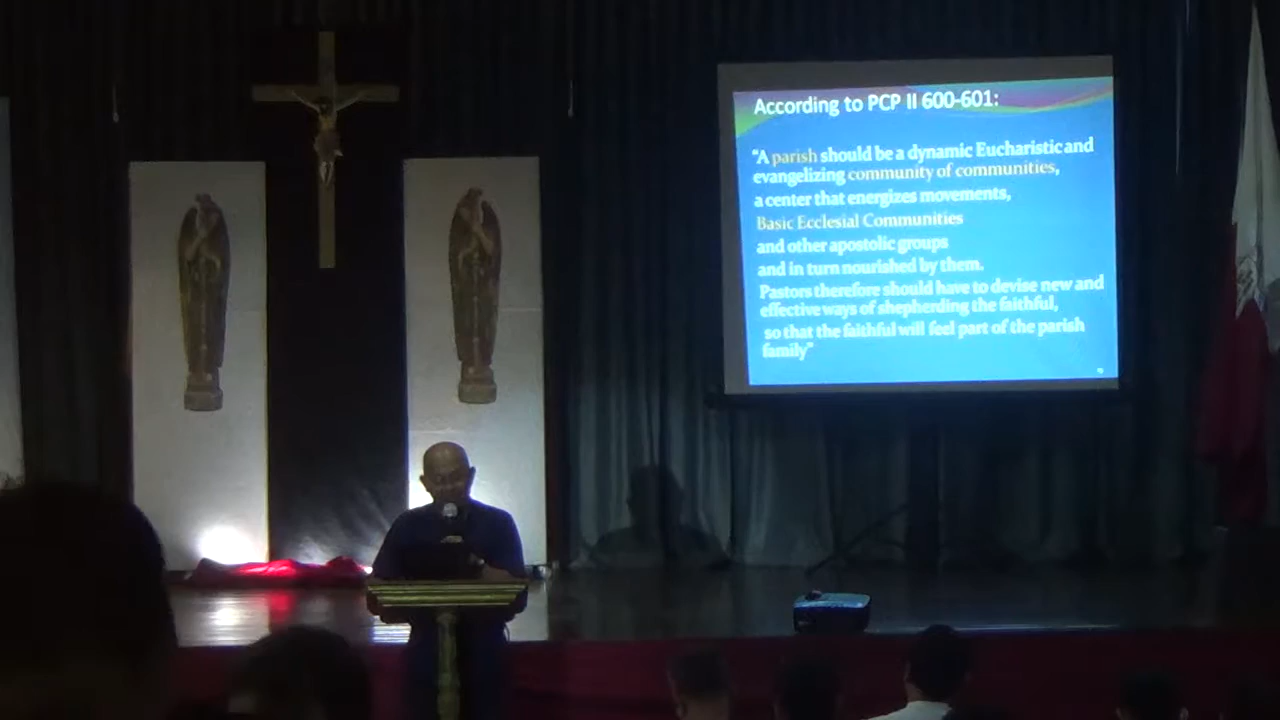 According to PCP II 600-601:
“A parish should be a dynamic Eucharistic and
evangelizing community of communities,
a center that energizes movements,
Basic Ecclesial Communities
and other apostolic groups
and in turn nourished by them.
Pastors therefore should have to devise new and
effective ways of shepherding the faithful,
so that the faithful will feel part of the parish
family”